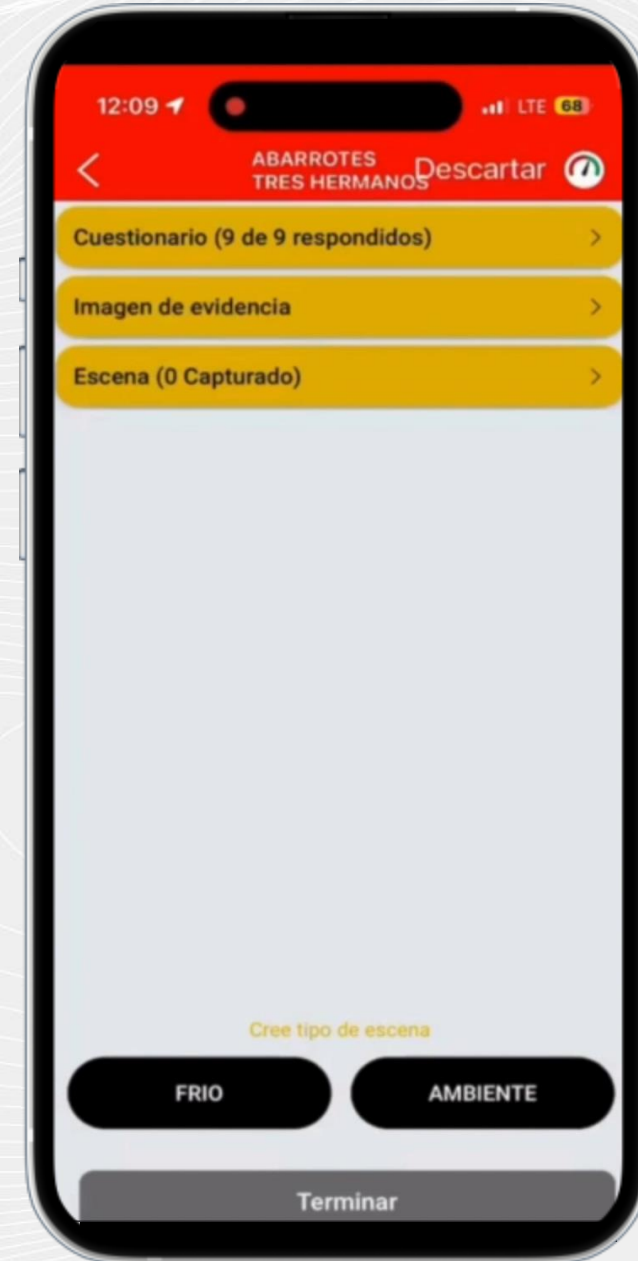 12:09
LTE 68
ABARROTES
TRES HERMANOS
Descartar
Cuestionario (9 de 9 respondidos)
Imagen de evidencia
Escena (0 Capturado)
Cree tipo de escena
FRIO
AMBIENTE
Terminar